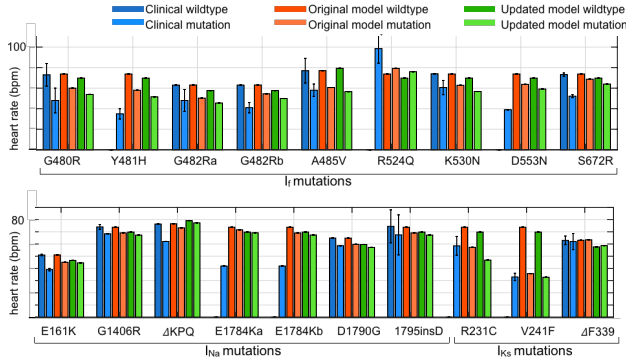 Clinical wildtype Original model wildtype Updated model wildtype
Clinical mutation Original model mutation Updated model mutation
100
heart rate (bpm)
G480R Y481H G482Ra G482Rb A485V R524Q K530N D553N S672R
If mutations
80
heart rate (bpm)
E161K G1406R ΔKPQ E1784Ka E1784Kb D1790G 1795insD R231C V241F ΔF339
INa mutations IKs mutations